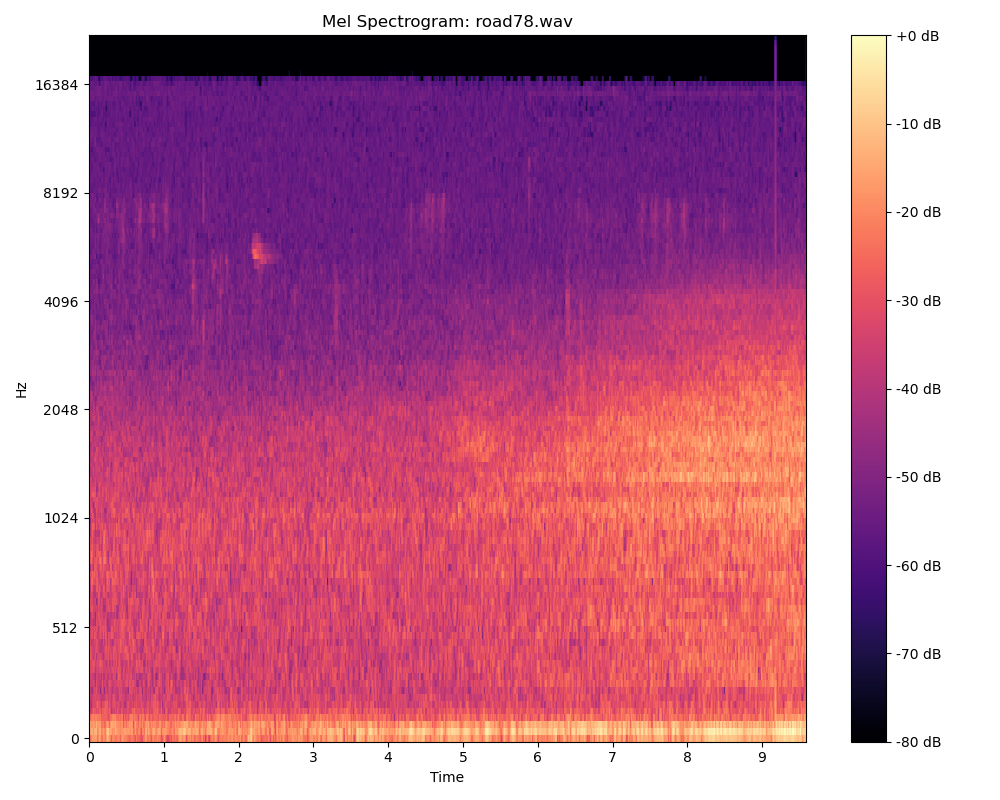 Mel Spectrogram: road78.wav
Hz
16384
8192
4096
2048
1024
512
0
0 1 2 3 4 5 6 7 8 9
Time
+0 dB
-10 dB
-20 dB
-30 dB
-40 dB
-50 dB
-60 dB
-70 dB
-80 dB